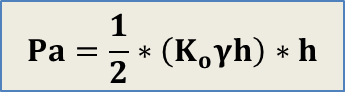 Pa = 1/2 * (Kₒγh) * h